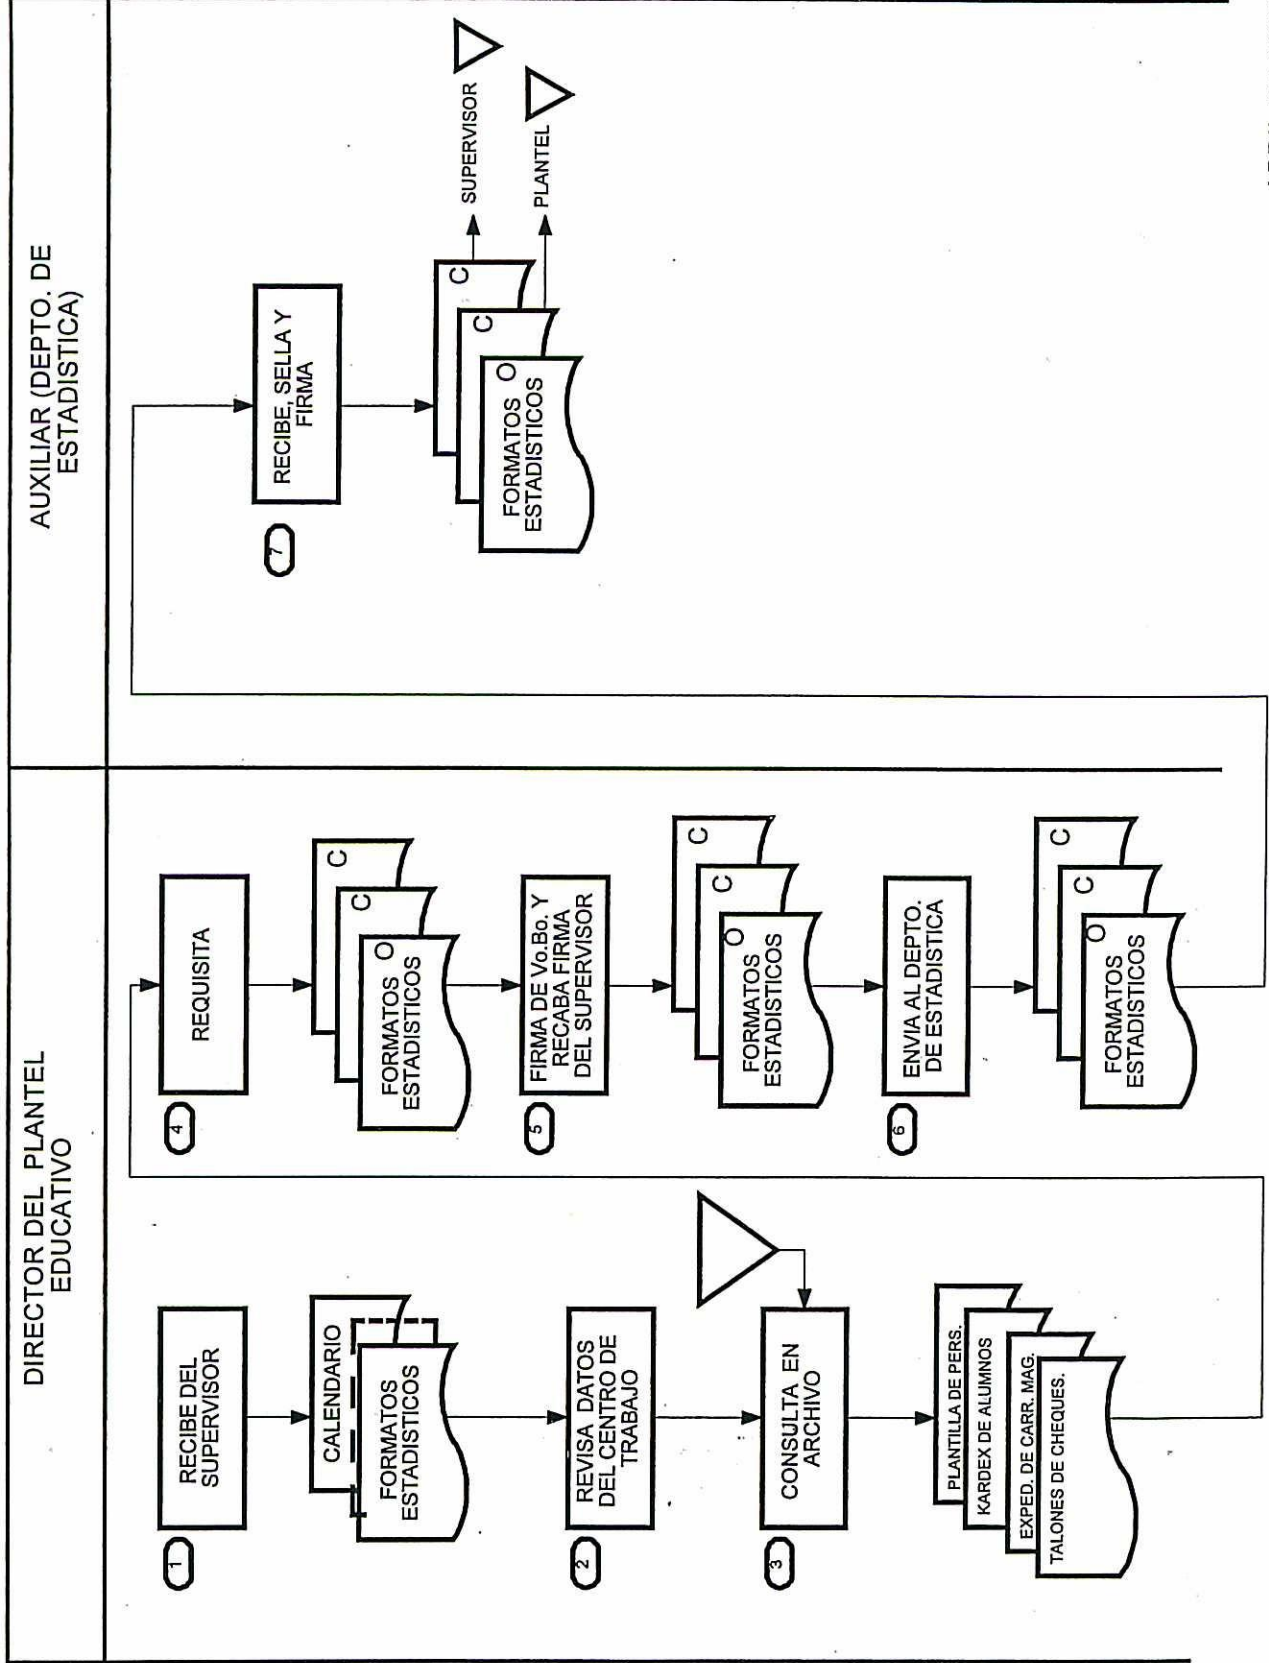 DIRECTOR DEL PLANTEL
EDUCATIVO
AUXILIAR (DEPTO. DE
ESTADISTICA)
1
RECIBE DEL
SUPERVISOR
CALENDARIO
FORMATOS
ESTADISTICOS
2
REVISA DATOS
DEL CENTRO DE
TRABAJO
3
CONSULTA EN
ARCHIVO
PLANTILLA DE PERS.
KARDEX DE ALUMNOS
EXPED. DE CARR. MAG.
TALONES DE CHEQUES.
4
REQUISITA
C
C
O
FORMATOS
ESTADISTICOS
5
FIRMA DE Vo.Bo. Y
RECABA FIRMA
DEL SUPERVISOR
C
C
O
FORMATOS
ESTADISTICOS
6
ENVIA AL DEPTO.
DE ESTADISTICA
C
C
O
FORMATOS
ESTADISTICOS
7
RECIBE, SELLA Y
FIRMA
C
C
O
FORMATOS
ESTADISTICOS
SUPERVISOR
PLANTEL